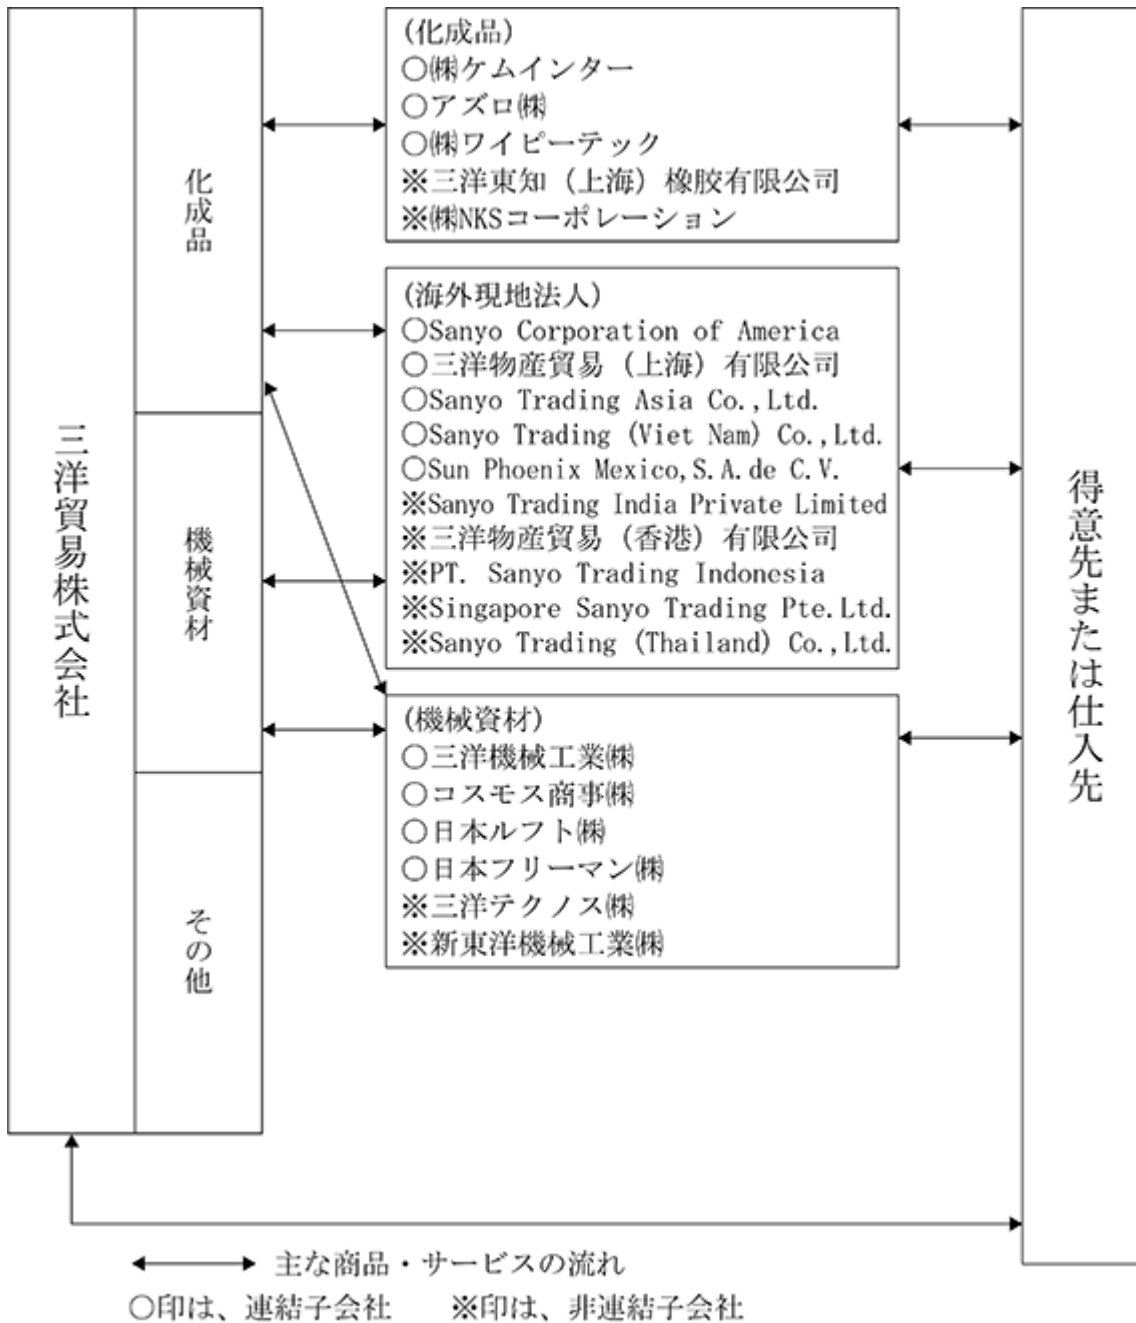 三洋貿易株式会社
化成品
機械資材
その他
(化成品)
○㈱ケムインター
○アズロ㈱
○㈱ワイピーテック
※三洋東知（上海）橡胶有限公司
※㈱NKSコーポレーション
(海外現地法人)
○Sanyo Corporation of America
○三洋物産貿易（上海）有限公司
○Sanyo Trading Asia Co.,Ltd.
○Sanyo Trading (Viet Nam) Co.,Ltd.
○Sun Phoenix Mexico,S.A.de C.V.
※Sanyo Trading India Private Limited
※三洋物産貿易（香港）有限公司
※PT. Sanyo Trading Indonesia
※Singapore Sanyo Trading Pte.Ltd.
※Sanyo Trading (Thailand) Co.,Ltd.
(機械資材)
○三洋機械工業㈱
○コスモス商事㈱
○日本ルフト㈱
○日本フリーマン㈱
※三洋テクノス㈱
※新東洋機械工業㈱
得意先または仕入先
主な商品・サービスの流れ
○印は、連結子会社　※印は、非連結子会社